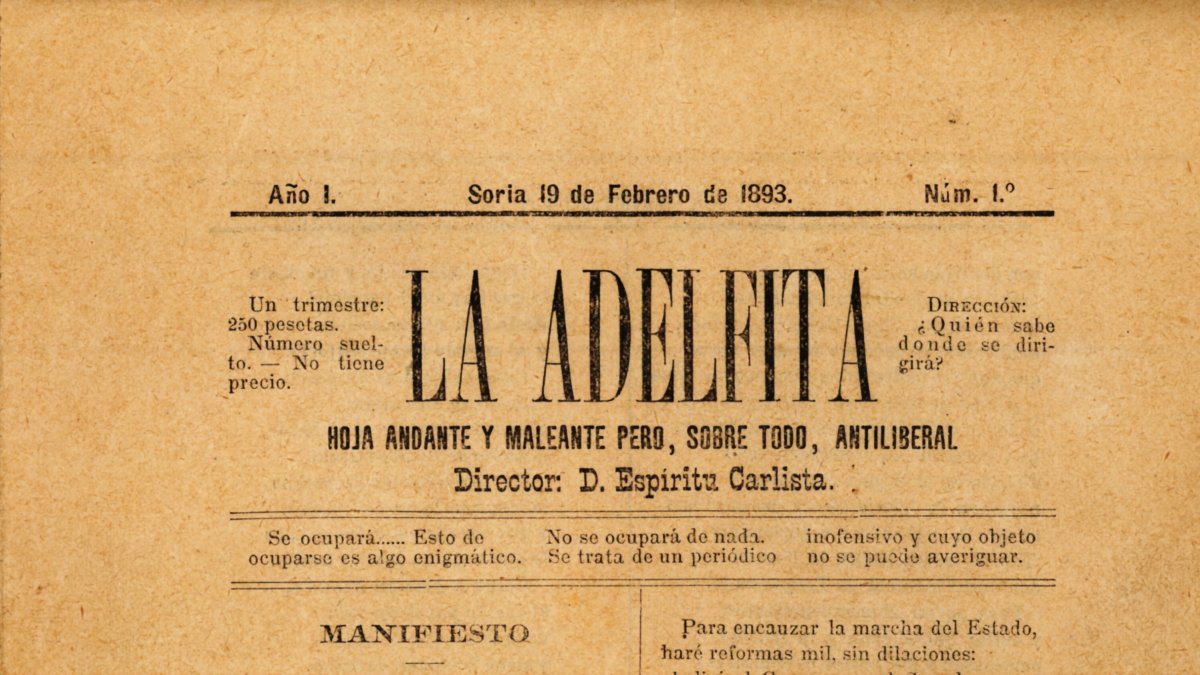 Año I. Soria 19 de Febrero de 1893. Núm. 1.º
Un trimestre:
250 pesetas.
Número suel-
to. — No tiene
precio.
LA ADELFITA
DIRECCIÓN:
¿Quién sabe
donde se diri-
girá?
HOJA ANDANTE Y MALEANTE PERO, SOBRE TODO, ANTILIBERAL
Director: D. Espíritu Carlista.
Se ocupará...... Esto de
ocuparse es algo enigmático.
No se ocupará de nada.
Se trata de un periódico
inofensivo y cuyo objeto
no se puede averiguar.
MANIFIESTO
Para encauzar la marcha del Estado,
haré reformas mil, sin dilaciones: